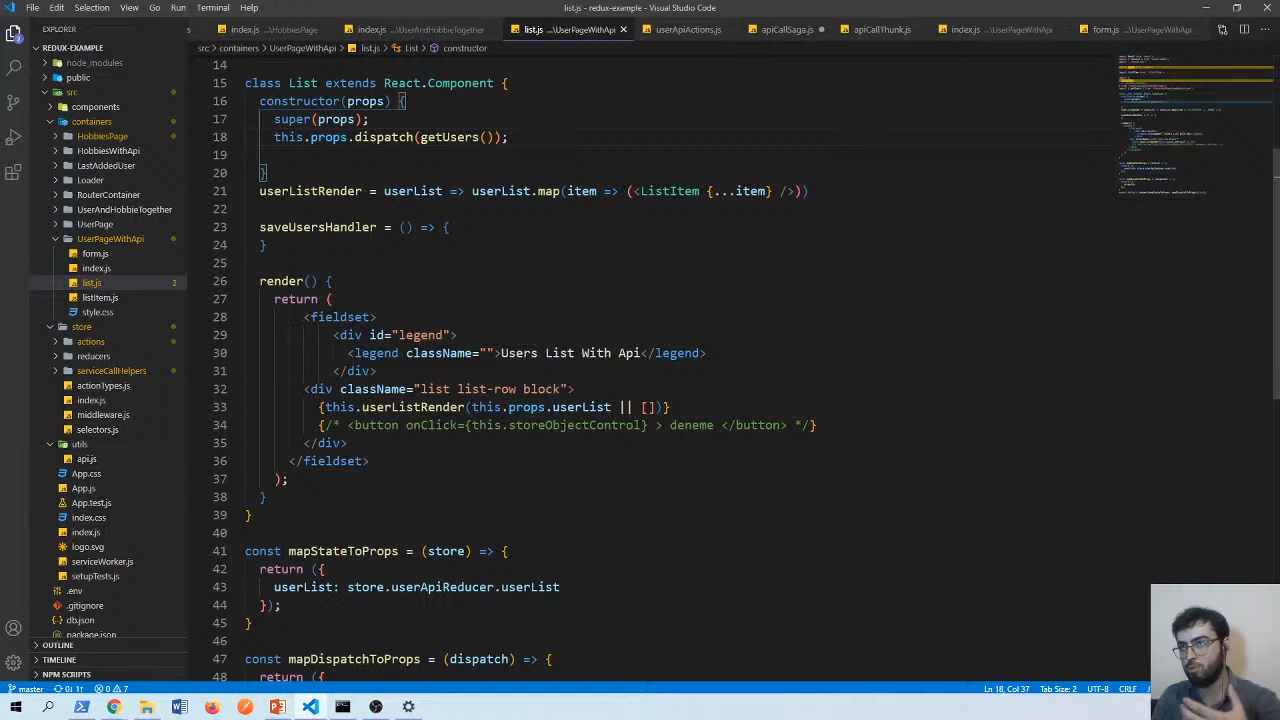 File Edit Selection View Go Run Terminal Help
list.js - redux-example - Visual Studio Code
EXPLORER
index.js ...\HobbiesPage
index.js ...\UserAndHobbieTogether
list.js ...\UserPageWithApi
userApiActions.js
apiCallSaga.js
apiCallThunk.js
index.js ...\UserPageWithApi
form.js ...\UserPageWithApi
src > containers > UserPageWithApi > list.js > List > constructor
REDUX-EXAMPLE
node_modules
public
src
components
containers
HobbiesPage
HobbiesWithApi
LastAddedUser
Loader
RouterContainer
UserAndHobbieTogether
UserPage
UserPageWithApi
form.js
index.js
list.js 2
listItem.js
style.css
store
actions
reducers
serviceCallHelpers
actionTypes.js
index.js
middleware.js
selectors.js
utils
api.js
App.css
App.js
App.test.js
index.css
index.js
logo.svg
serviceWorker.js
setupTests.js
.env
.gitignore
db.json
package.json
OUTLINE
TIMELINE
NPM SCRIPTS
14
15 class List extends React.Component {
16 constructor(props) {
17 super(props);
18 this.props.dispatch(getUsers());
19
20 }
21 userListRender = userList => userList.map(item => (<ListItem {...item} />))
22
23 saveUsersHandler = () => {
24 }
25
26 render() {
27 return (
28 <fieldset>
29 <div id="legend">
30 <legend className="">Users List With Api</legend>
31 </div>
32 <div className="list list-row block">
33 {this.userListRender(this.props.userList || [])}
34 {/* <button onClick={this.storeObjectControl} > deneme </button> */}
35 </div>
36 </fieldset>
37 );
38 }
39 }
40
41 const mapStateToProps = (store) => {
42 return ({
43 userList: store.userApiReducer.userList
44 });
45 }
46
47 const mapDispatchToProps = (dispatch) => {
48 return ({
2
master 0↓ 1↑ 0 7
Ln 18, Col 37 Tab Size: 2 UTF-8 CRLF